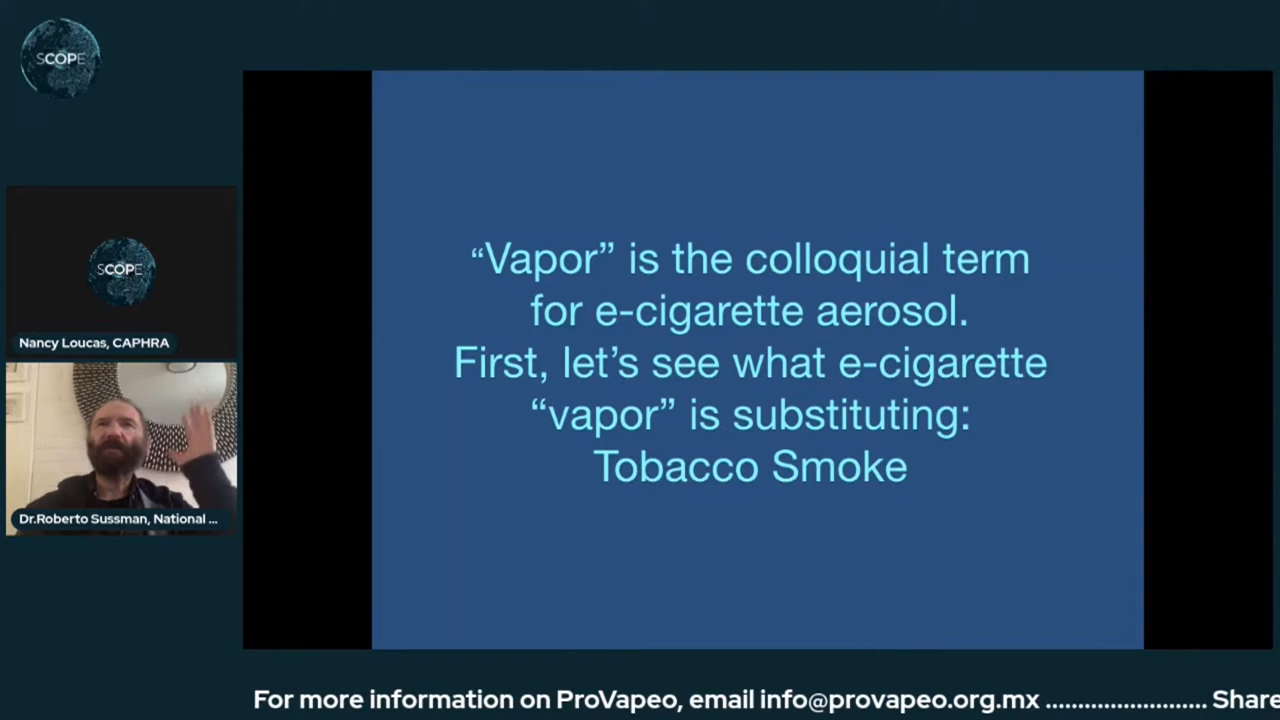 SCOPE
SCOPE
Nancy Loucas, CAPHRA
Dr.Roberto Sussman, National ...
“Vapor” is the colloquial term
for e-cigarette aerosol.
First, let’s see what e-cigarette
“vapor” is substituting:
Tobacco Smoke
For more information on ProVapeo, email info@provapeo.org.mx ........................ Share